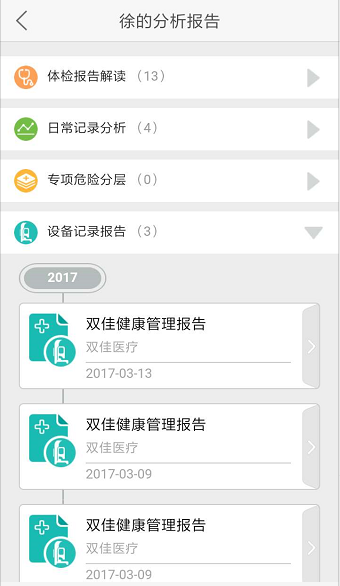 徐的分析报告
体检报告解读（13）
日常记录分析（4）
专项危险分层（0）
设备记录报告（3）
2017
双佳健康管理报告
双佳医疗
2017-03-13
双佳健康管理报告
双佳医疗
2017-03-09
双佳健康管理报告
双佳医疗
2017-03-09